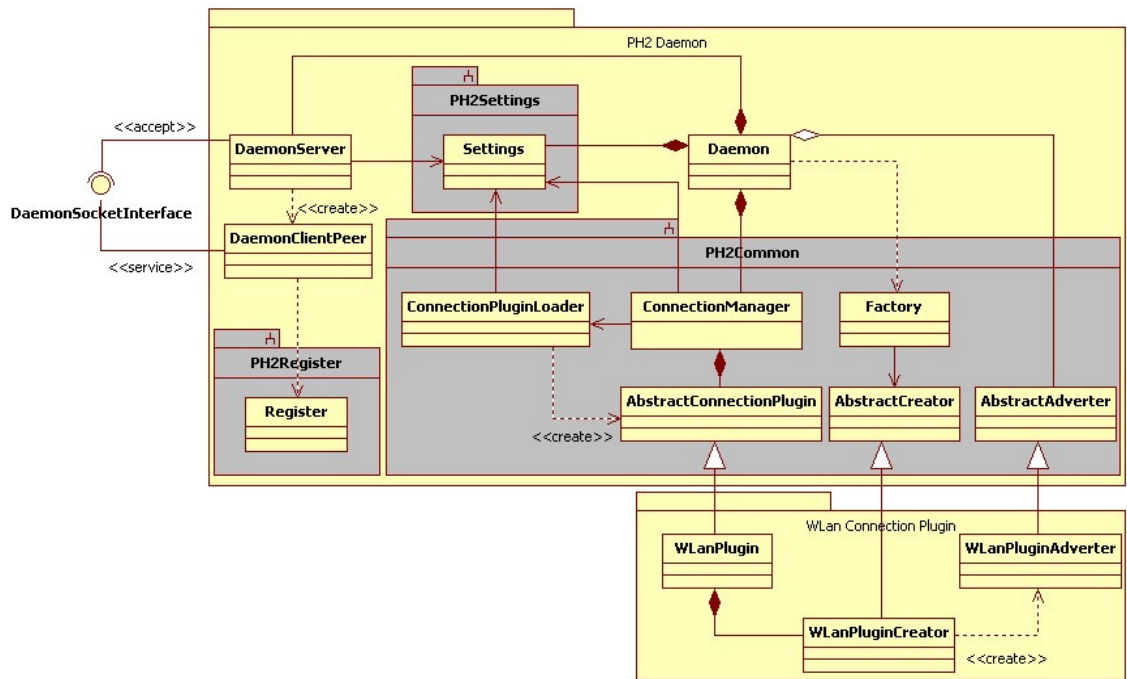 PH2 Daemon
PH2Settings
<<accept>>
DaemonServer
Settings
Daemon
DaemonSocketInterface
<<create>>
DaemonClientPeer
<<service>>
PH2Common
ConnectionPluginLoader
ConnectionManager
Factory
PH2Register
Register
AbstractConnectionPlugin
AbstractCreator
AbstractAdverter
<<create>>
WLan Connection Plugin
WLanPlugin
WLanPluginAdverter
WLanPluginCreator
<<create>>